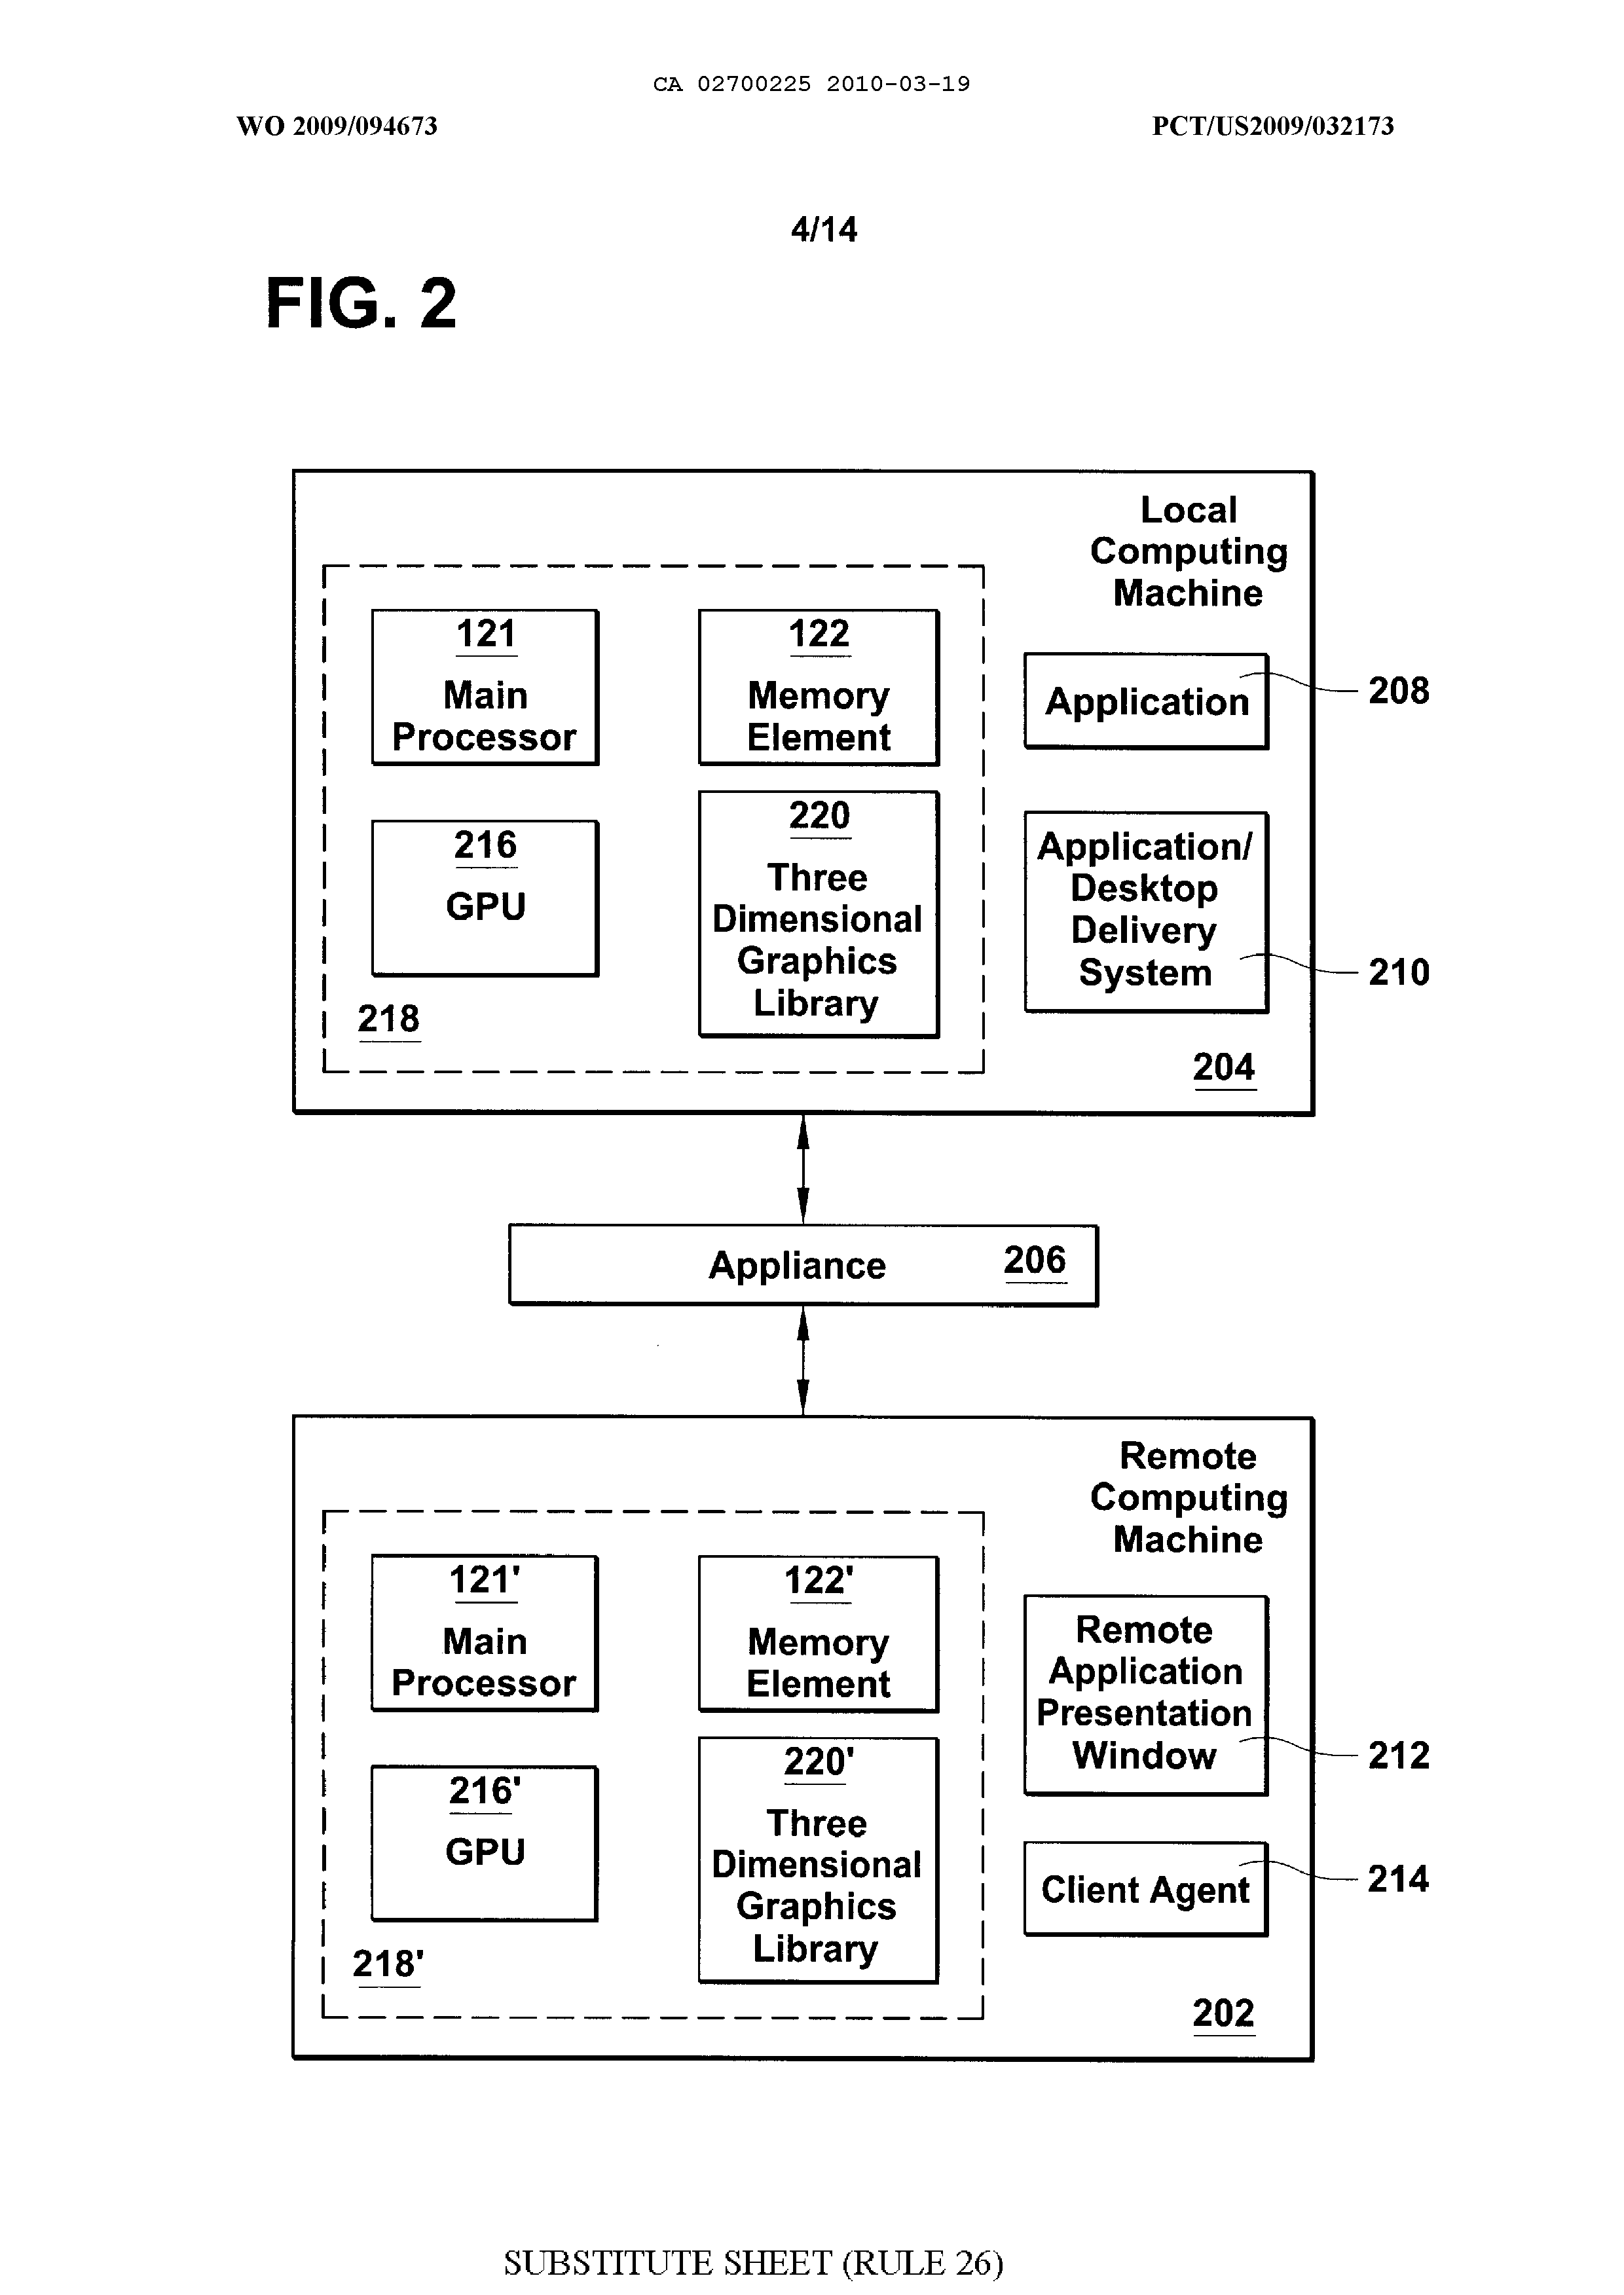 CA 02700225 2010-03-19
WO 2009/094673
PCT/US2009/032173
4/14
FIG. 2
Local
Computing
Machine
121
Main
Processor
122
Memory
Element
Application
208
216
GPU
220
Three
Dimensional
Graphics
Library
Application/
Desktop
Delivery
System
210
218
204
Appliance
206
Remote
Computing
Machine
121'
Main
Processor
122'
Memory
Element
Remote
Application
Presentation
Window
212
216'
GPU
220'
Three
Dimensional
Graphics
Library
Client Agent
214
218'
202
SUBSTITUTE SHEET (RULE 26)